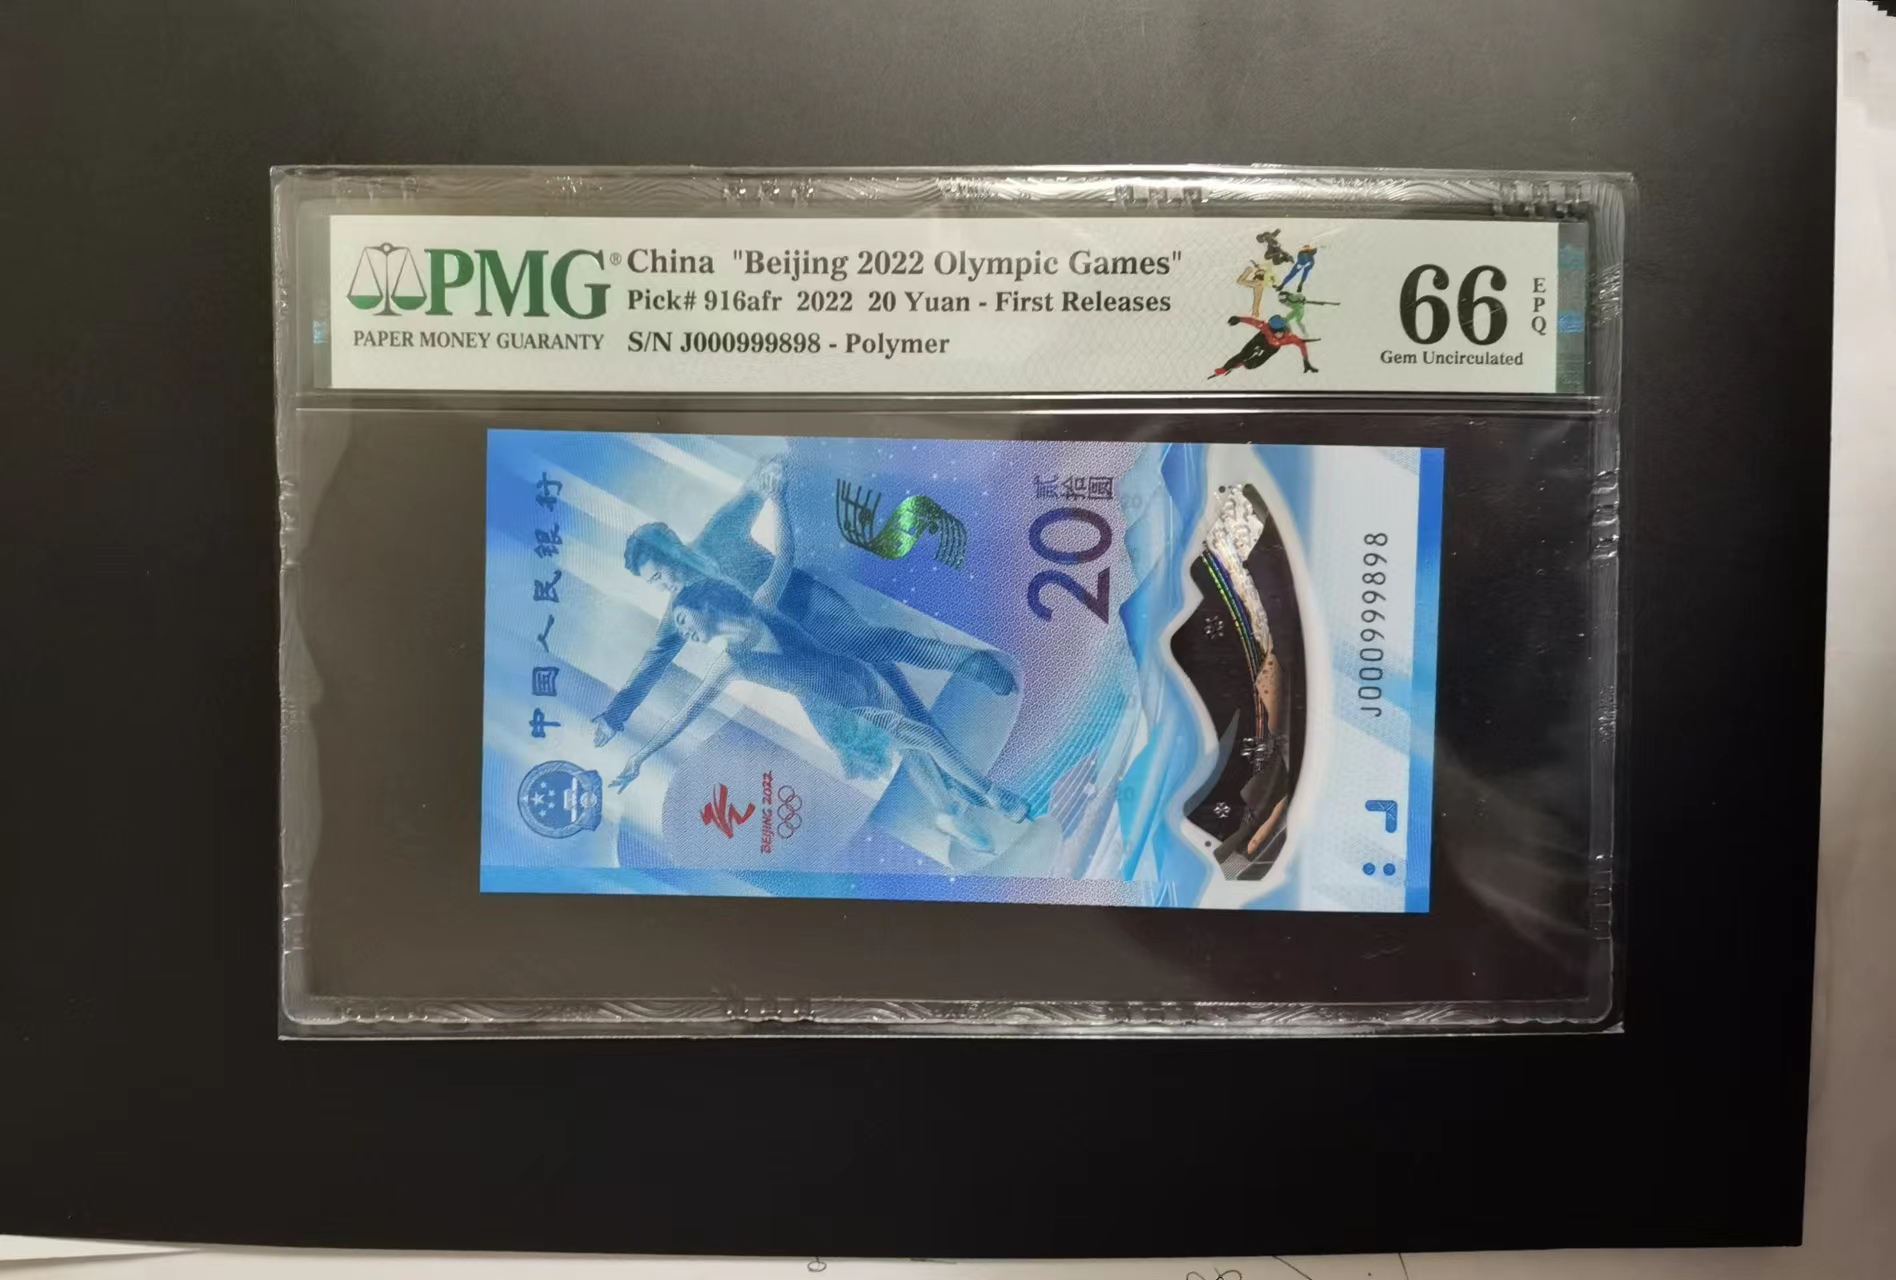 PMG®
PAPER MONEY GUARANTY
China "Beijing 2022 Olympic Games"
Pick# 916afr 2022 20 Yuan - First Releases
S/N J000999898 - Polymer
66
EPQ
Gem Uncirculated
中国人民银行
BEIJING 2022
贰拾圆
20
J000999898